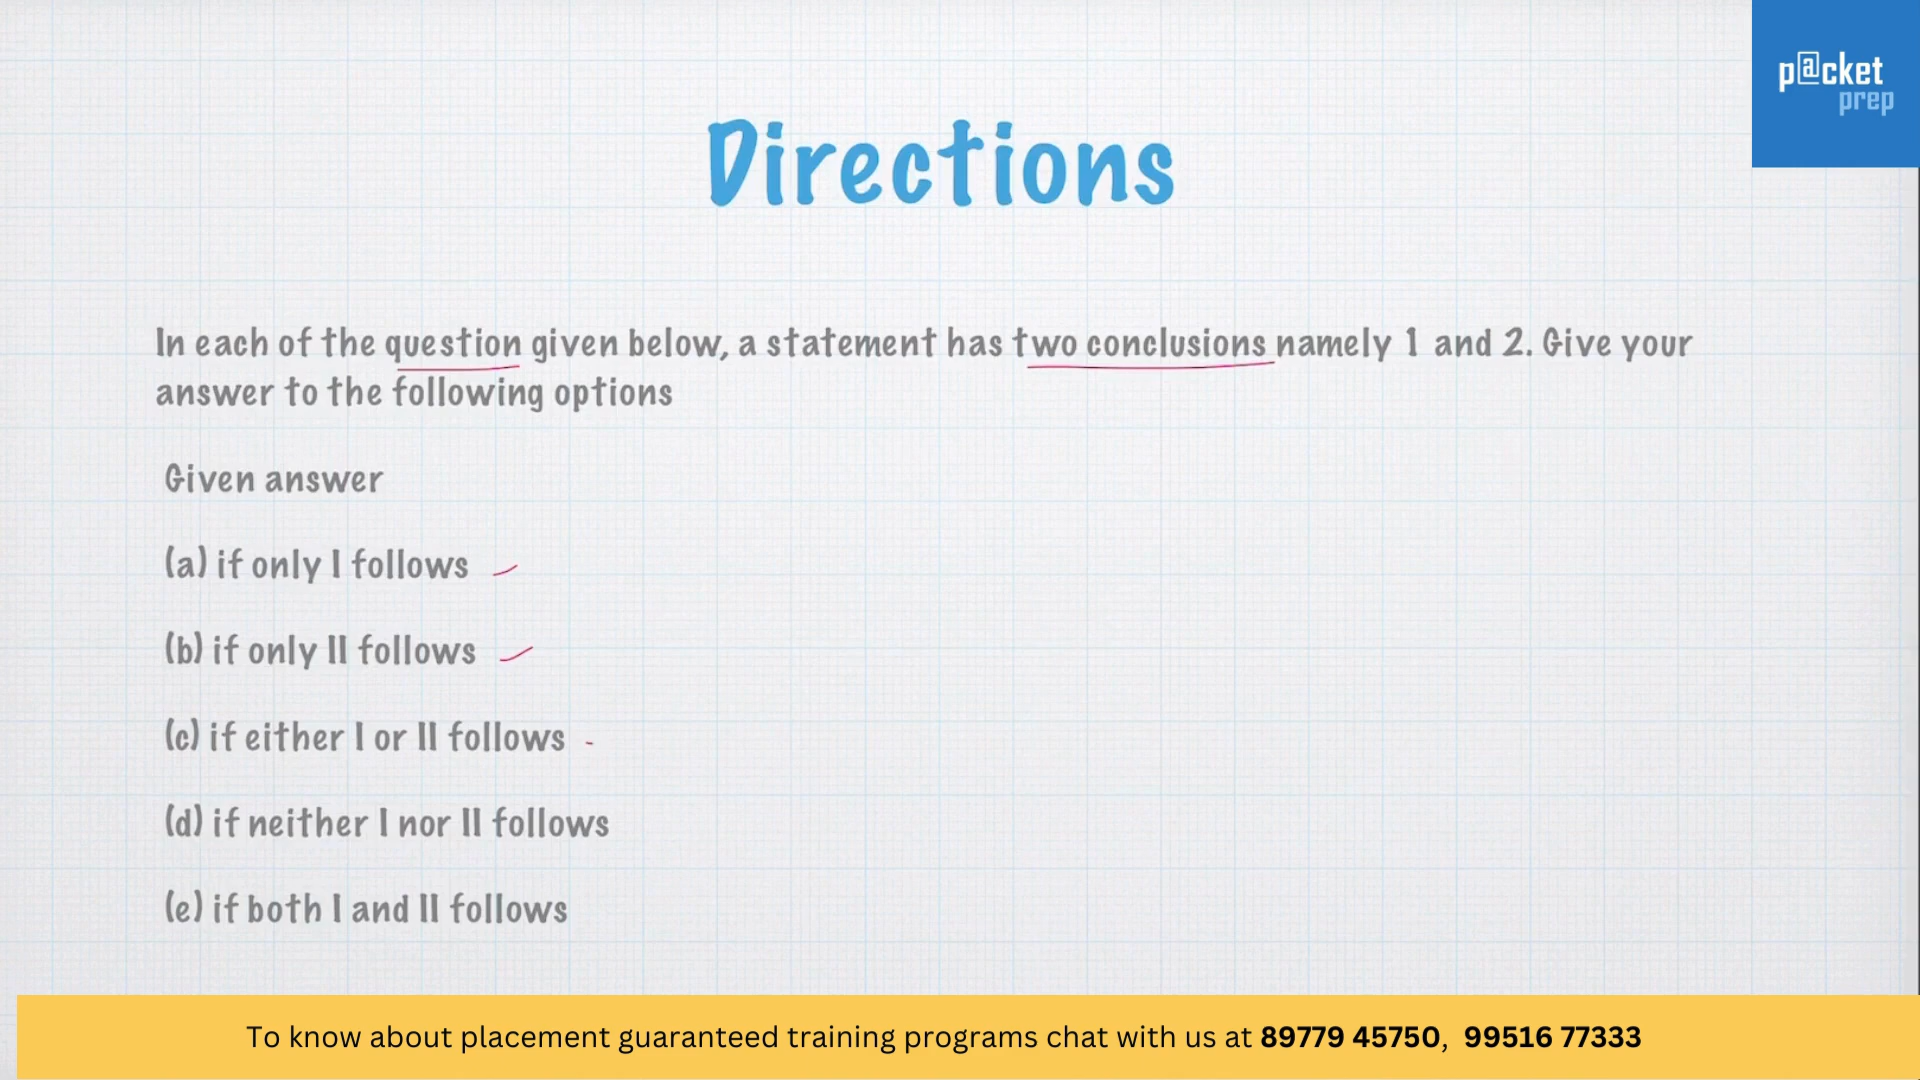 p@cket
prep
Directions
In each of the question given below, a statement has two conclusions namely 1 and 2. Give your
answer to the following options
Given answer
(a) if only I follows
(b) if only II follows
(c) if either I or II follows
(d) if neither I nor II follows
(e) if both I and II follows
To know about placement guaranteed training programs chat with us at 89779 45750, 99516 77333